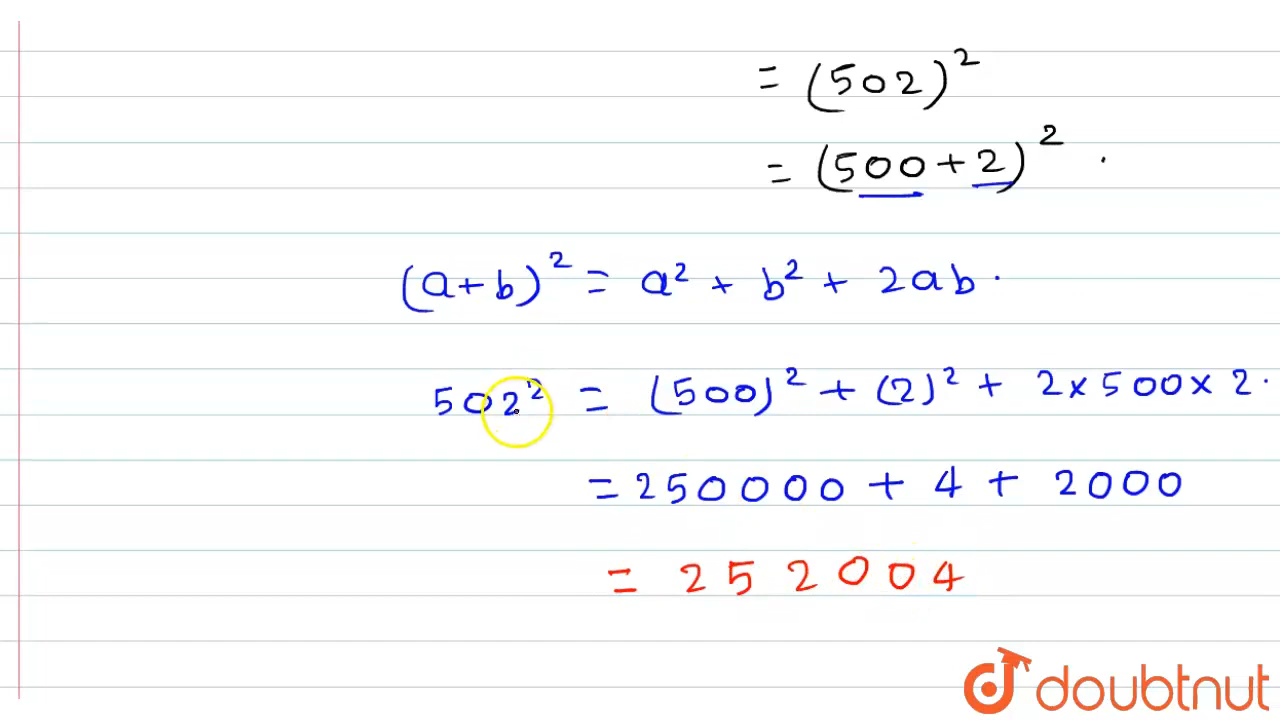 = (502)²
= (500 + 2)² .
(a + b)² = a² + b² + 2ab .
502² = (500)² + (2)² + 2 × 500 × 2 .
= 250000 + 4 + 2000
= 252004
doubtnut